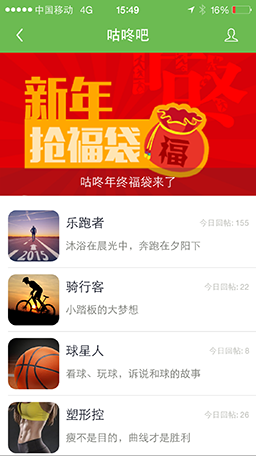 中国移动 4G 15:49 16%
咕咚吧
新年
抢福袋
福
咕咚年终福袋来了
乐跑者 今日回帖: 155
沐浴在晨光中，奔跑在夕阳下
2015
骑行客 今日回帖: 22
小踏板的大梦想
球星人 今日回帖: 8
看球、玩球，诉说和球的故事
塑形控 今日回帖: 26
瘦不是目的，曲线才是胜利